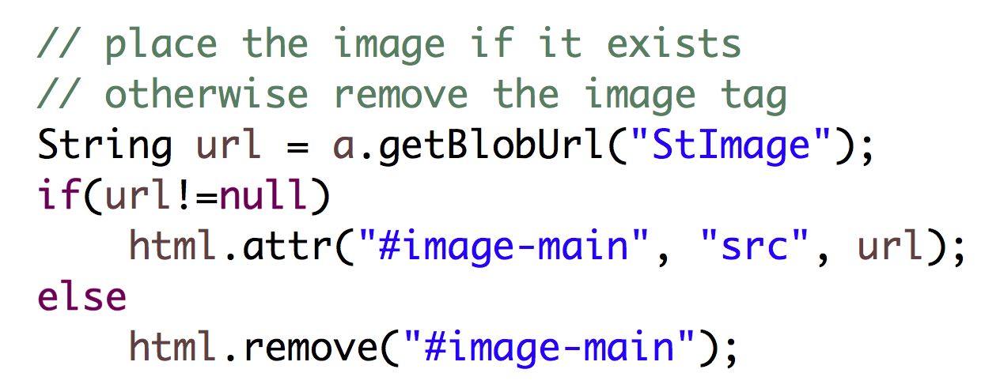 // place the image if it exists
// otherwise remove the image tag
String url = a.getBlobUrl("StImage");
if(url!=null)
    html.attr("#image-main", "src", url);
else
    html.remove("#image-main");